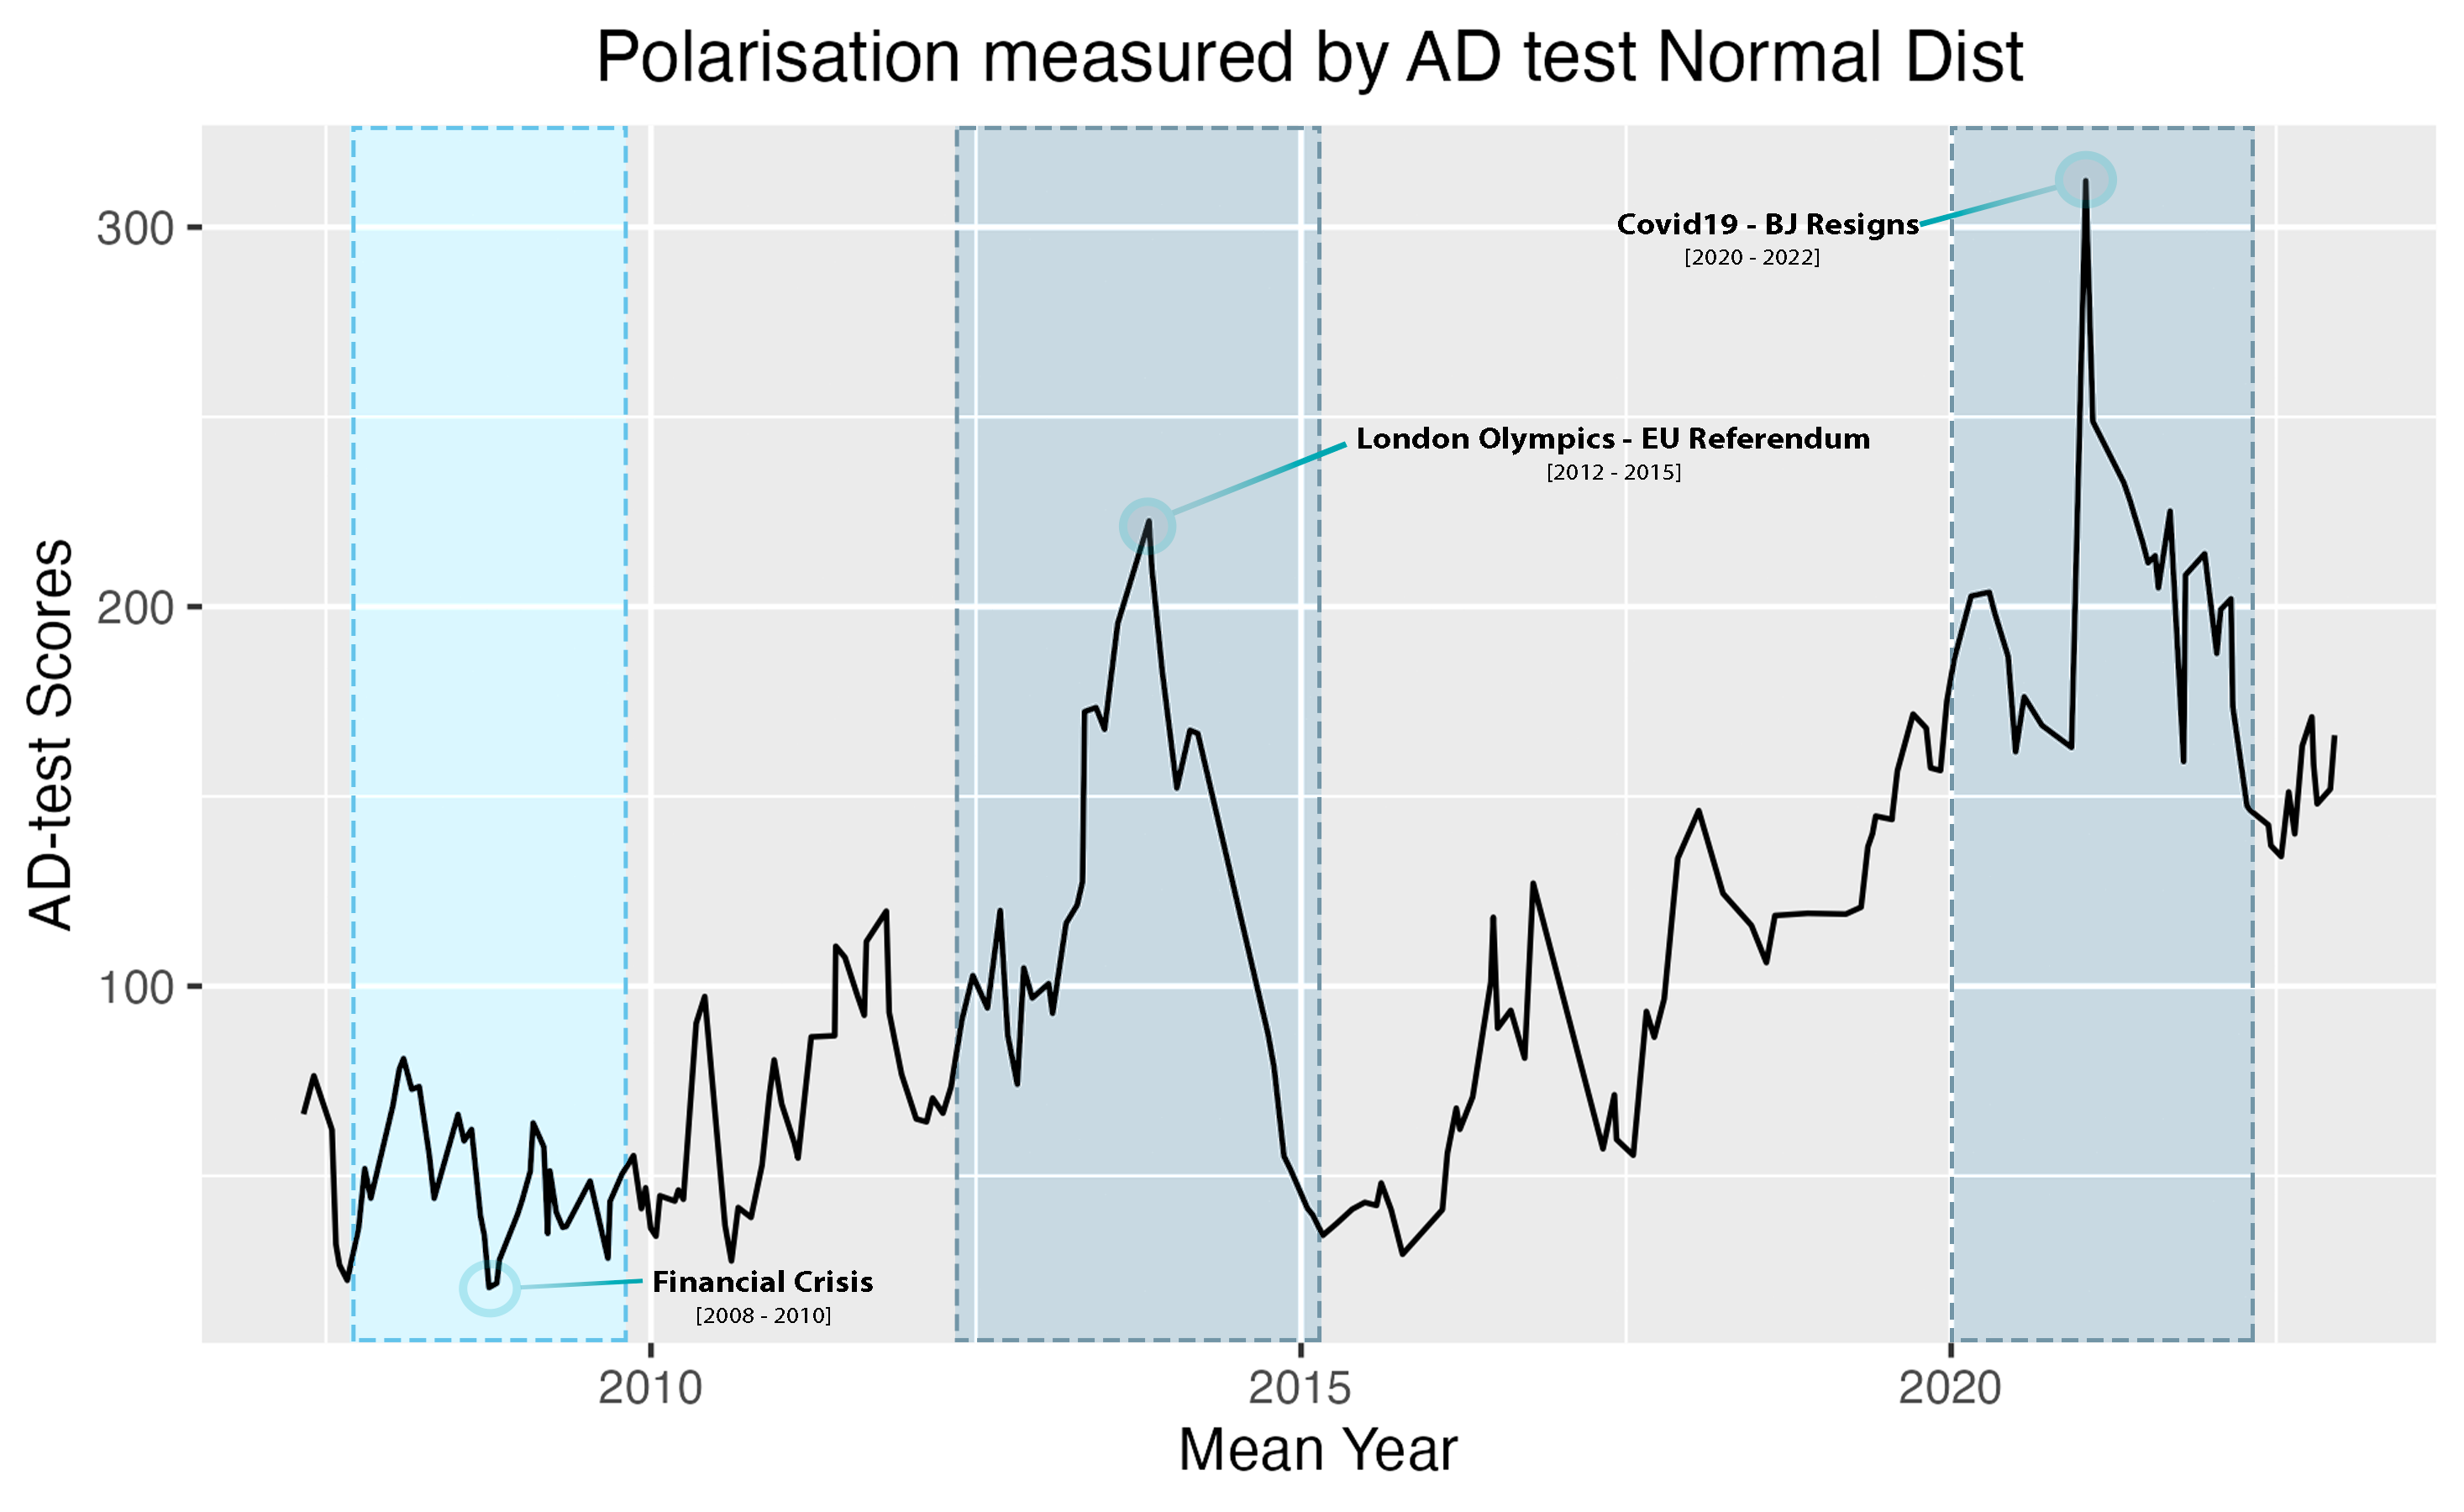 Polarisation measured by AD test Normal Dist
300
Covid19 - BJ Resigns
[2020 - 2022]
London Olympics - EU Referendum
[2012 - 2015]
200
AD-test Scores
100
Financial Crisis
[2008 - 2010]
2010
2015
2020
Mean Year